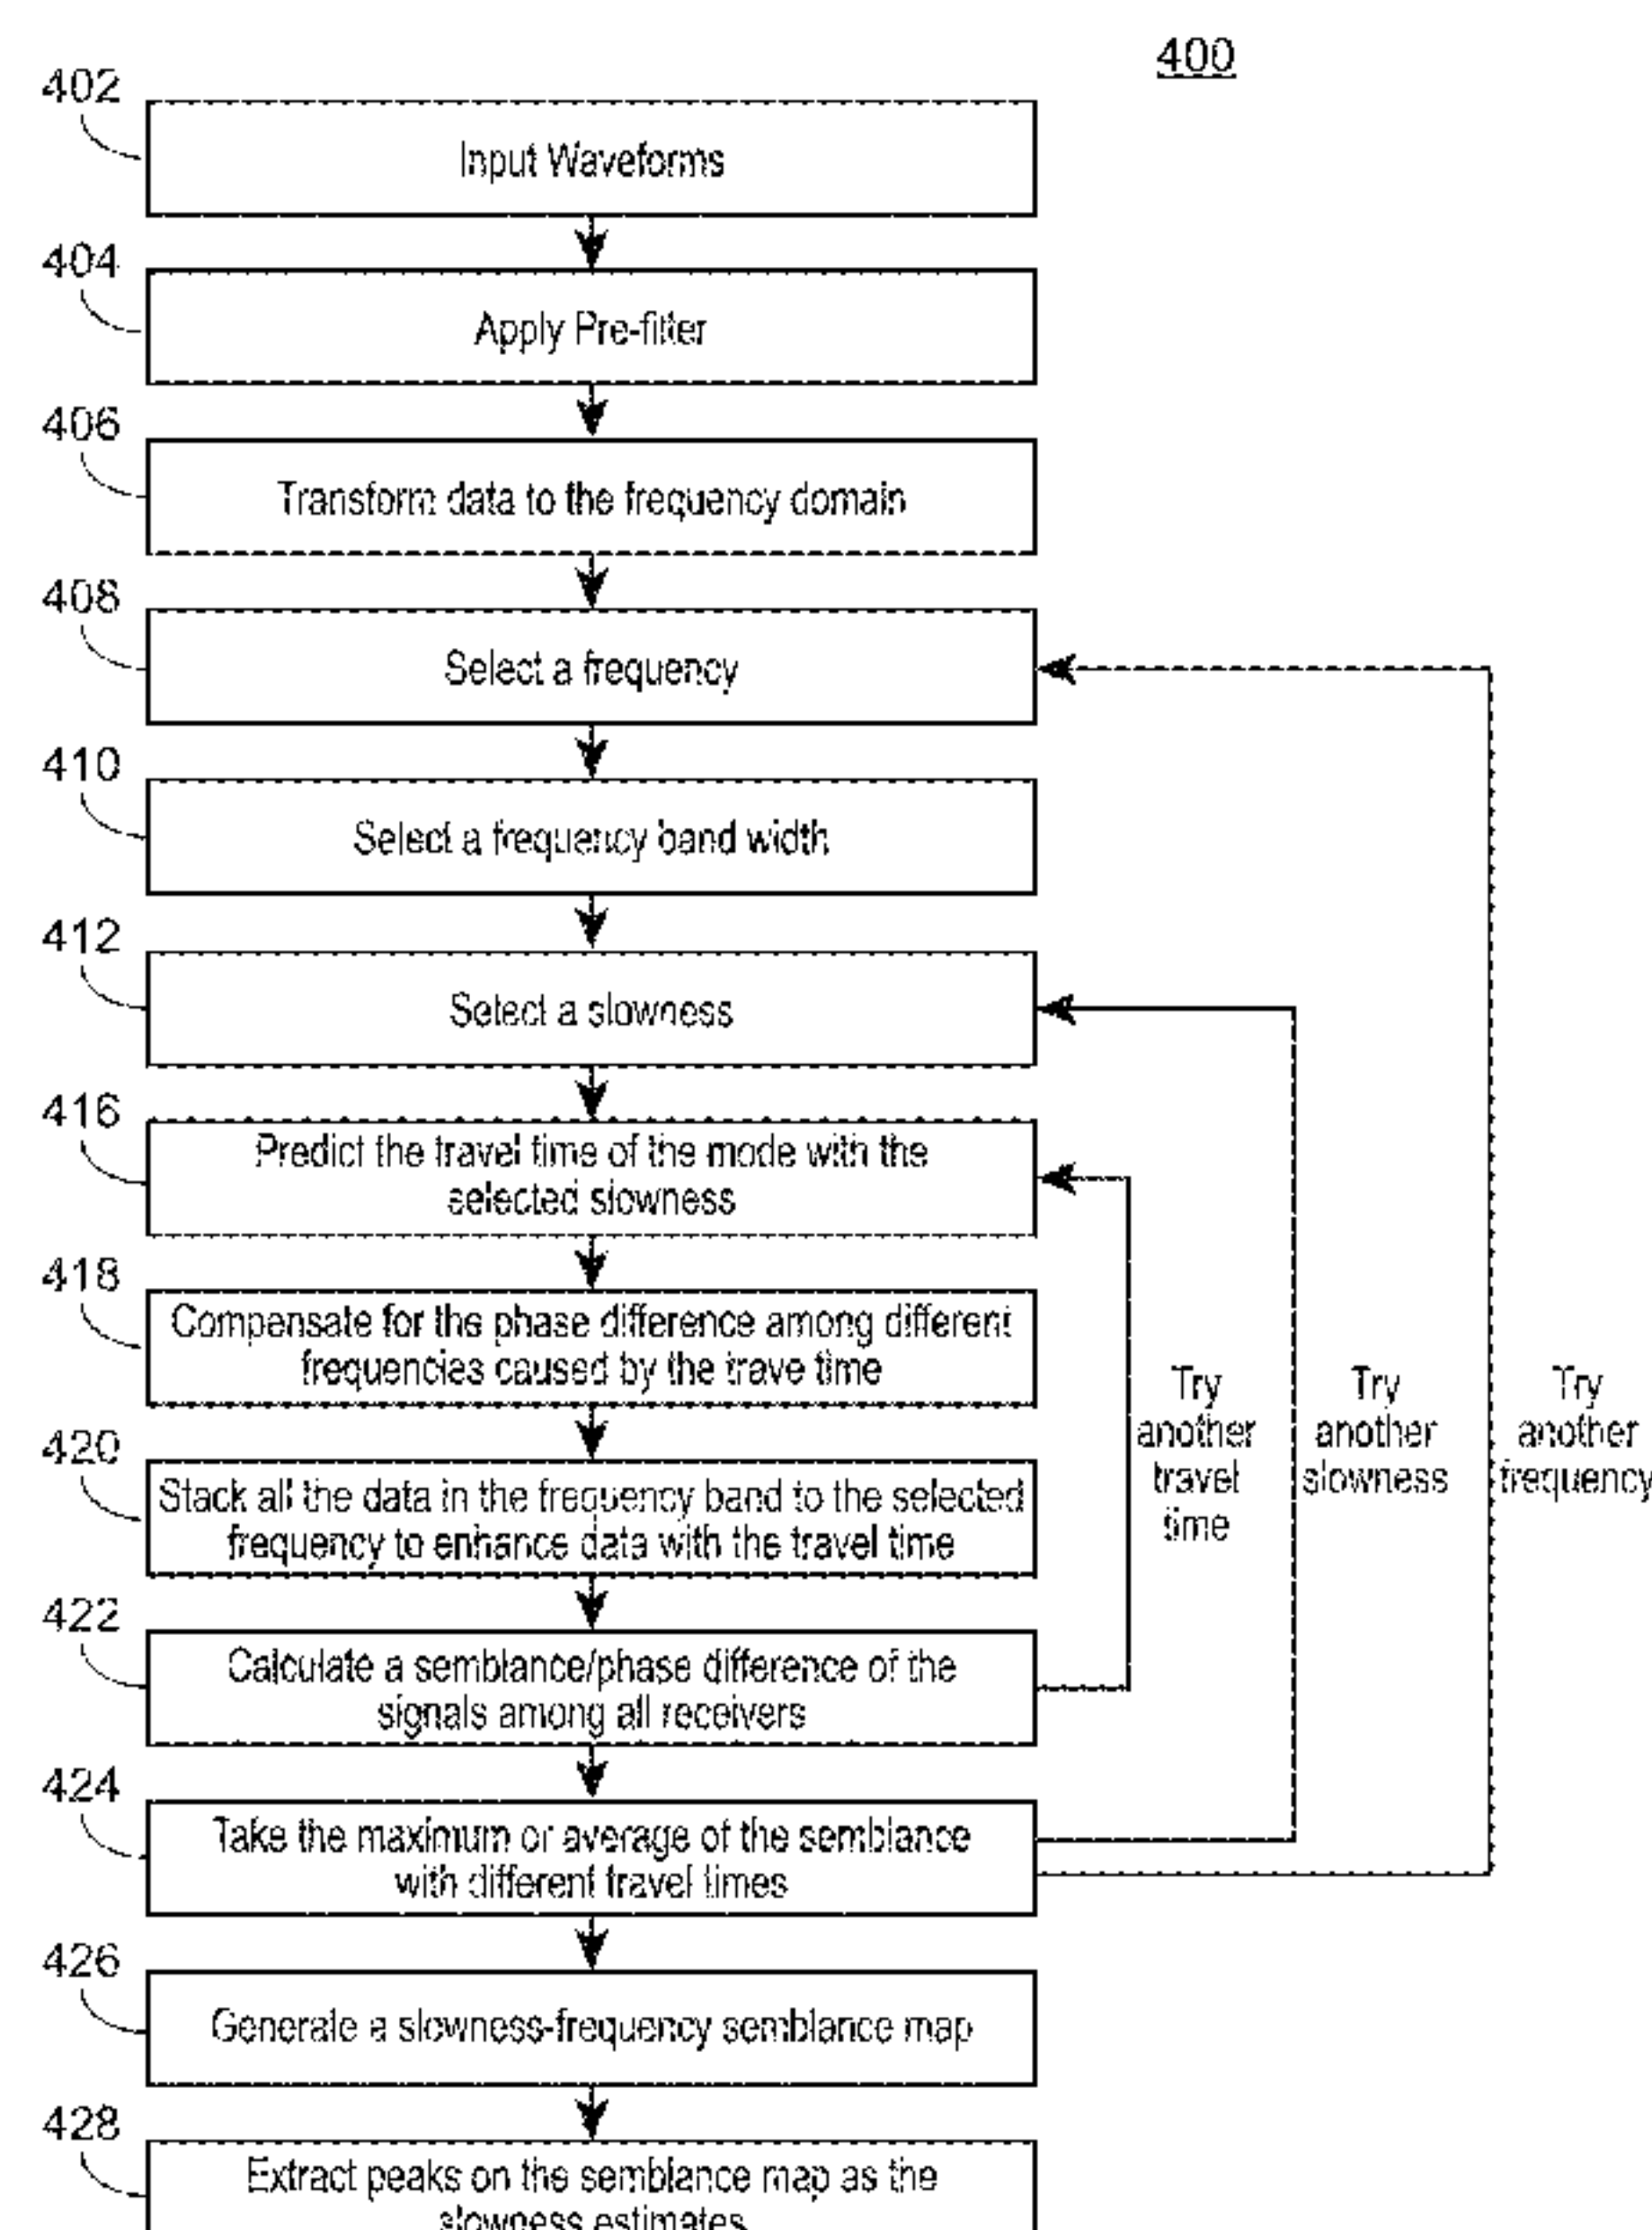 400
402
Input Waveforms
404
Apply Pre-filter
406
Transform data to the frequency domain
408
Select a frequency
410
Select a frequency band width
412
Select a slowness
416
Predict the travel time of the mode with the
selected slowness
418
Compensate for the phase difference among different
frequencies caused by the trave time
420
Stack all the data in the frequency band to the selected
frequency to enhance data with the travel time
422
Calculate a semblance/phase difference of the
signals among all receivers
424
Take the maximum or average of the semblance
with different travel times
426
Generate a slowness-frequency semblance map
428
Extract peaks on the semblance map as the
slowness estimates
Try
another
travel
time
Try
another
slowness
Try
another
frequency